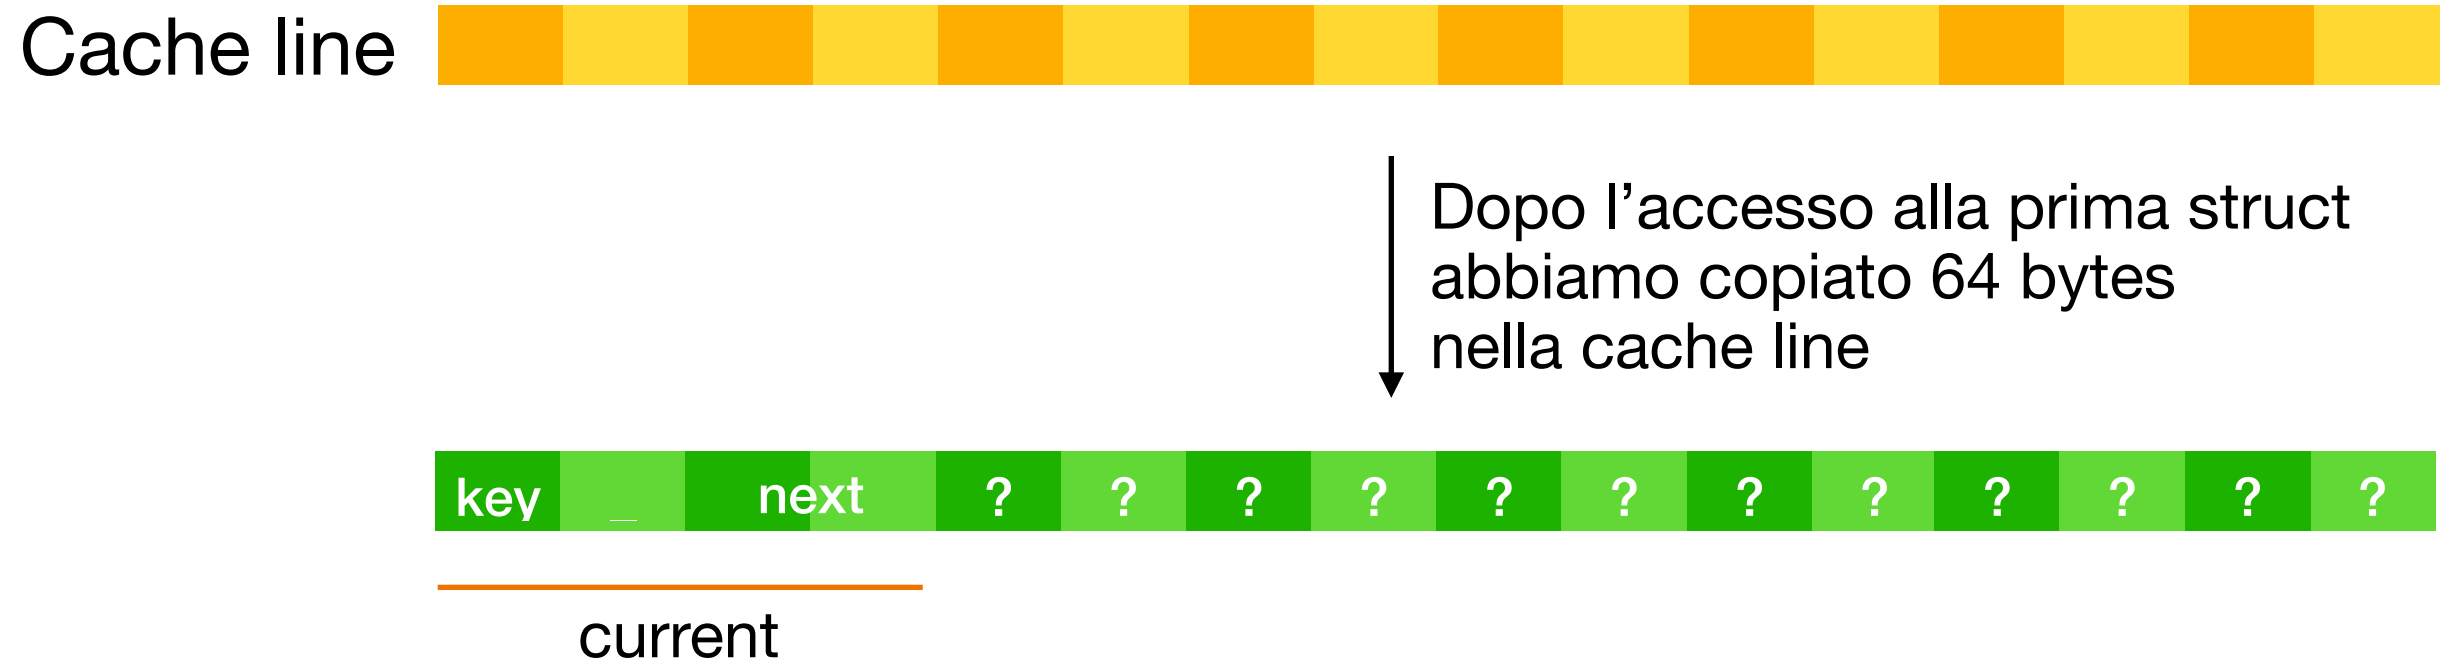 Cache line
Dopo l’accesso alla prima struct
abbiamo copiato 64 bytes
nella cache line
key _ next ? ? ? ? ? ? ? ? ? ? ? ?
current